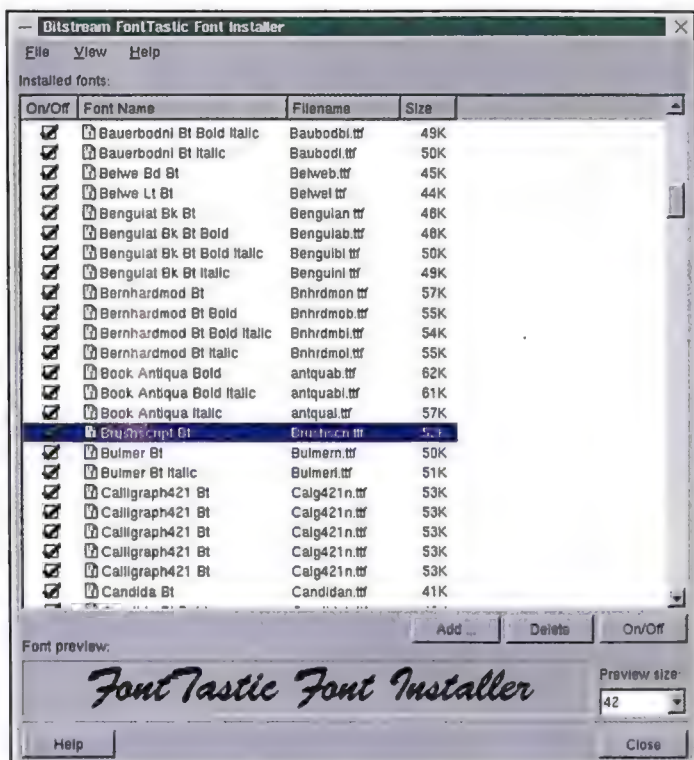 Bitstream FontTastic Font Installer
File View Help
Installed fonts:
On/Off Font Name Filename Size
Bauerbodni Bt Bold Italic Baubodbi.ttf 49K
Bauerbodni Bt Italic Baubodi.ttf 50K
Belwe Bd Bt Belweb.ttf 45K
Belwe Lt Bt Belwel.ttf 44K
Benguiat Bk Bt Benguian.ttf 48K
Benguiat Bk Bt Bold Benguiab.ttf 48K
Benguiat Bk Bt Bold Italic Benguibi.ttf 50K
Benguiat Bk Bt Italic Benguini.ttf 49K
Bernhardmod Bt Bnhrdmon.ttf 57K
Bernhardmod Bt Bold Bnhrdmob.ttf 55K
Bernhardmod Bt Bold Italic Bnhrdmbi.ttf 54K
Bernhardmod Bt Italic Bnhrdmoi.ttf 55K
Book Antiqua Bold antquab.ttf 62K
Book Antiqua Bold Italic antquabi.ttf 61K
Book Antiqua Italic antquai.ttf 57K
Brushscript Bt Brushscn.ttf
Bulmer Bt Bulmern.ttf 50K
Bulmer Bt Italic Bulmeri.ttf 51K
Calligraph421 Bt Calg421n.ttf 53K
Calligraph421 Bt Calg421n.ttf 53K
Calligraph421 Bt Calg421n.ttf 53K
Calligraph421 Bt Calg421n.ttf 53K
Calligraph421 Bt Calg421n.ttf 53K
Candida Bt Candidan.ttf 41K
Add ... Delete On/Off
Font preview:
FontTastic Font Installer
Preview size:
42
Help Close